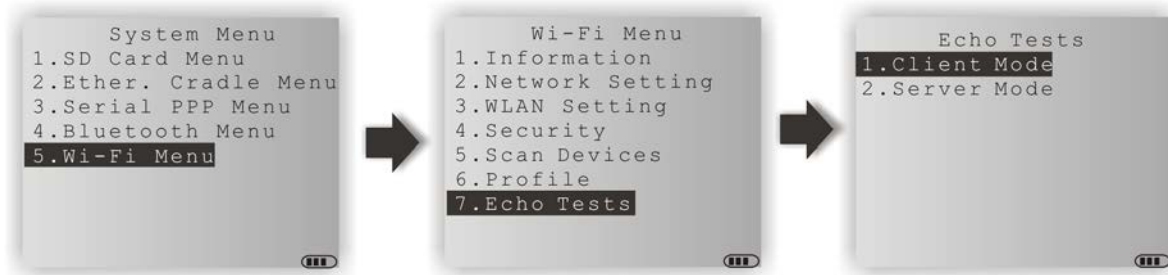 System Menu
1.SD Card Menu
2.Ether. Cradle Menu
3.Serial PPP Menu
4.Bluetooth Menu
5.Wi-Fi Menu
Wi-Fi Menu
1.Information
2.Network Setting
3.WLAN Setting
4.Security
5.Scan Devices
6.Profile
7.Echo Tests
Echo Tests
1.Client Mode
2.Server Mode